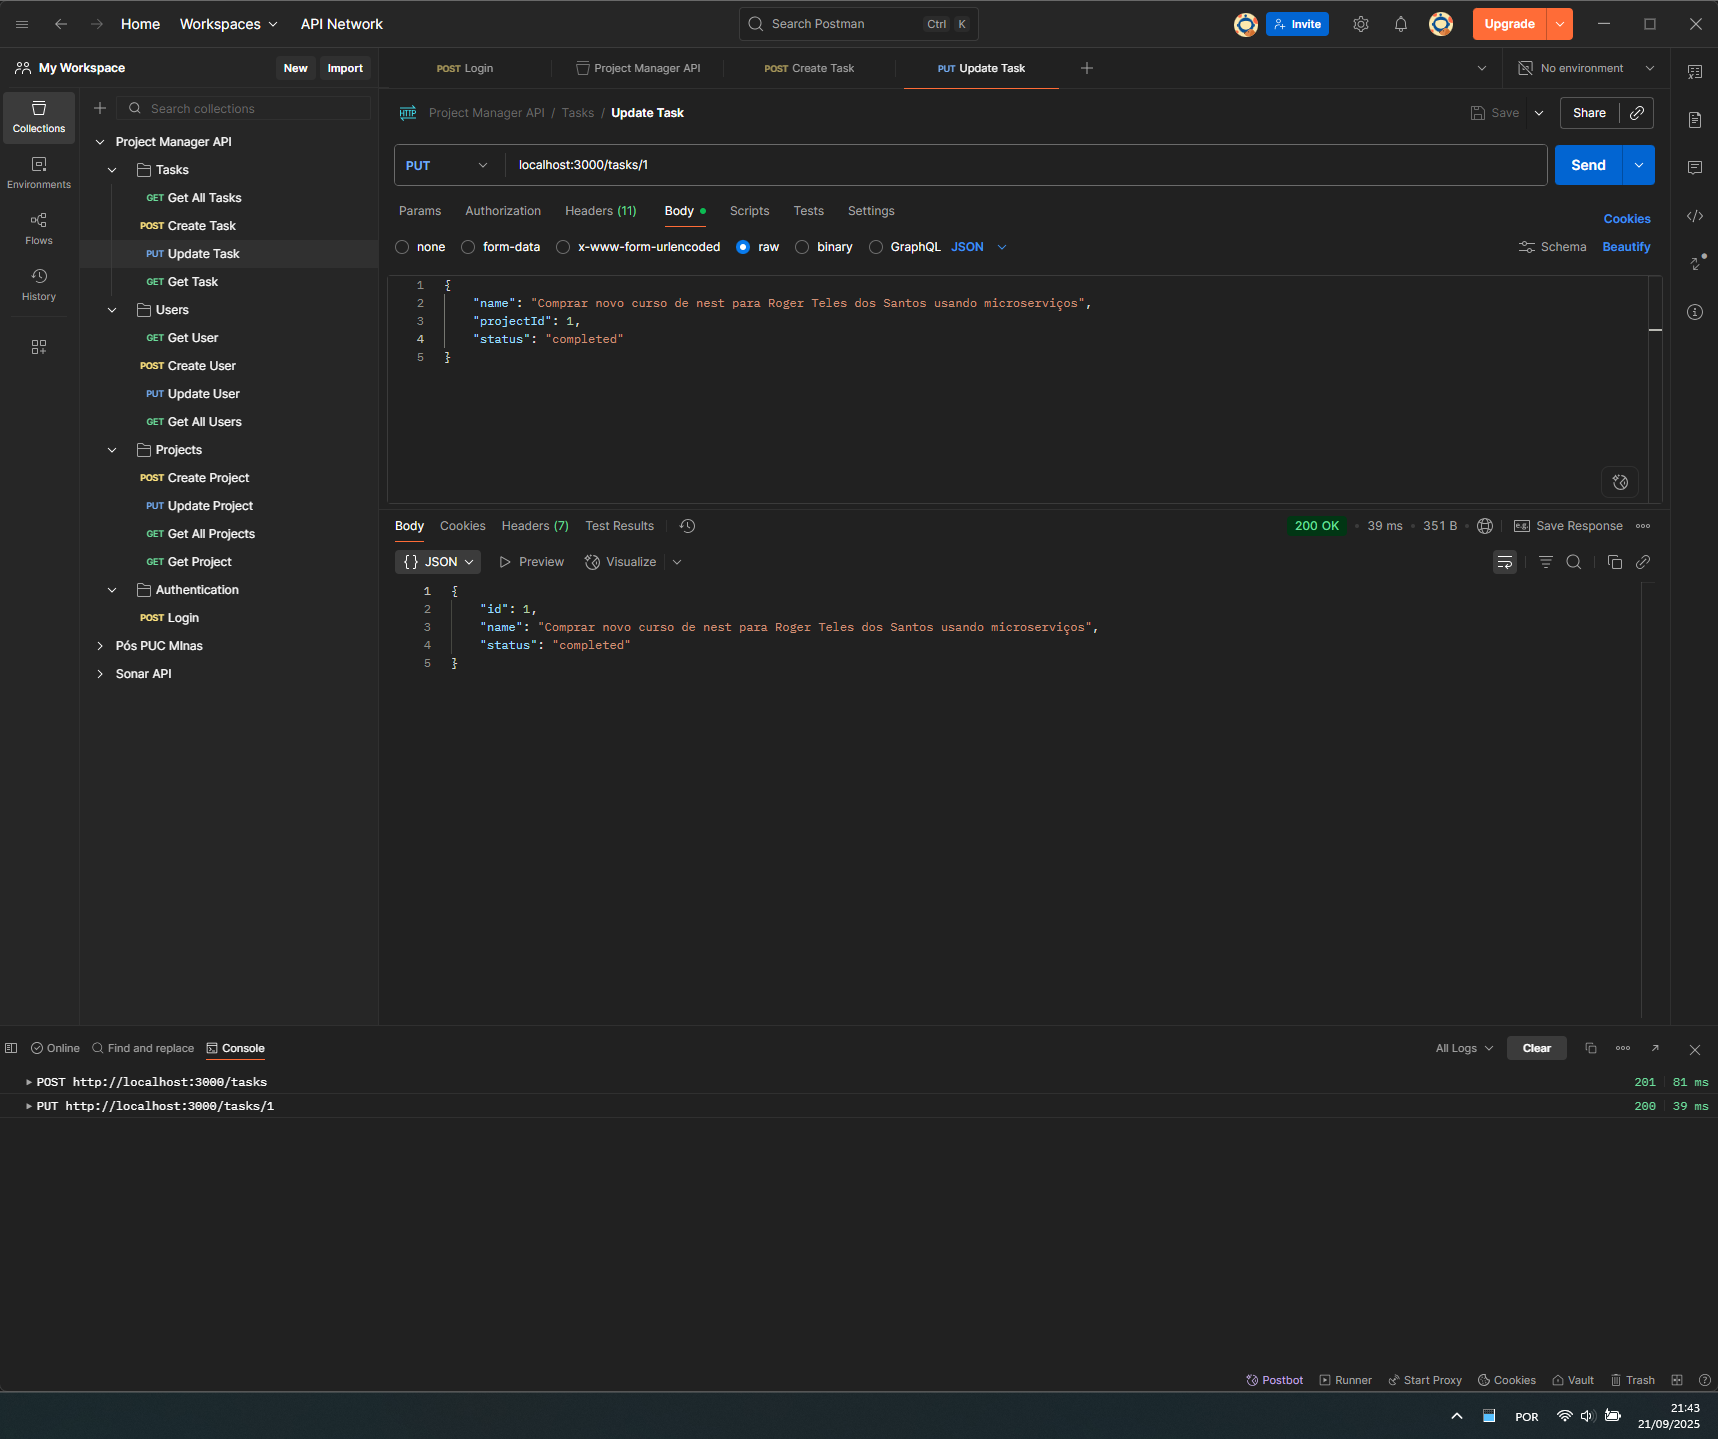 Home Workspaces API Network Search Postman Ctrl K Invite Upgrade
My Workspace New Import POST Login Project Manager API POST Create Task PUT Update Task No environment
Collections
Environments
Flows
History
Search collections
Project Manager API
Tasks
GET Get All Tasks
POST Create Task
PUT Update Task
GET Get Task
Users
GET Get User
POST Create User
PUT Update User
GET Get All Users
Projects
POST Create Project
PUT Update Project
GET Get All Projects
GET Get Project
Authentication
POST Login
Pós PUC MInas
Sonar API
HTTP Project Manager API / Tasks / Update Task Save Share
PUT localhost:3000/tasks/1 Send
Params Authorization Headers (11) Body Scripts Tests Settings Cookies
none form-data x-www-form-urlencoded raw binary GraphQL JSON Schema Beautify
1 {
2 "name": "Comprar novo curso de nest para Roger Teles dos Santos usando microserviços",
3 "projectId": 1,
4 "status": "completed"
5 }
Body Cookies Headers (7) Test Results 200 OK • 39 ms • 351 B • Save Response
{} JSON Preview Visualize
1 {
2 "id": 1,
3 "name": "Comprar novo curso de nest para Roger Teles dos Santos usando microserviços",
4 "status": "completed"
5 }
Online Find and replace Console All Logs Clear
POST http://localhost:3000/tasks 201 81 ms
PUT http://localhost:3000/tasks/1 200 39 ms
Postbot Runner Start Proxy Cookies Vault Trash
POR 21:43
21/09/2025